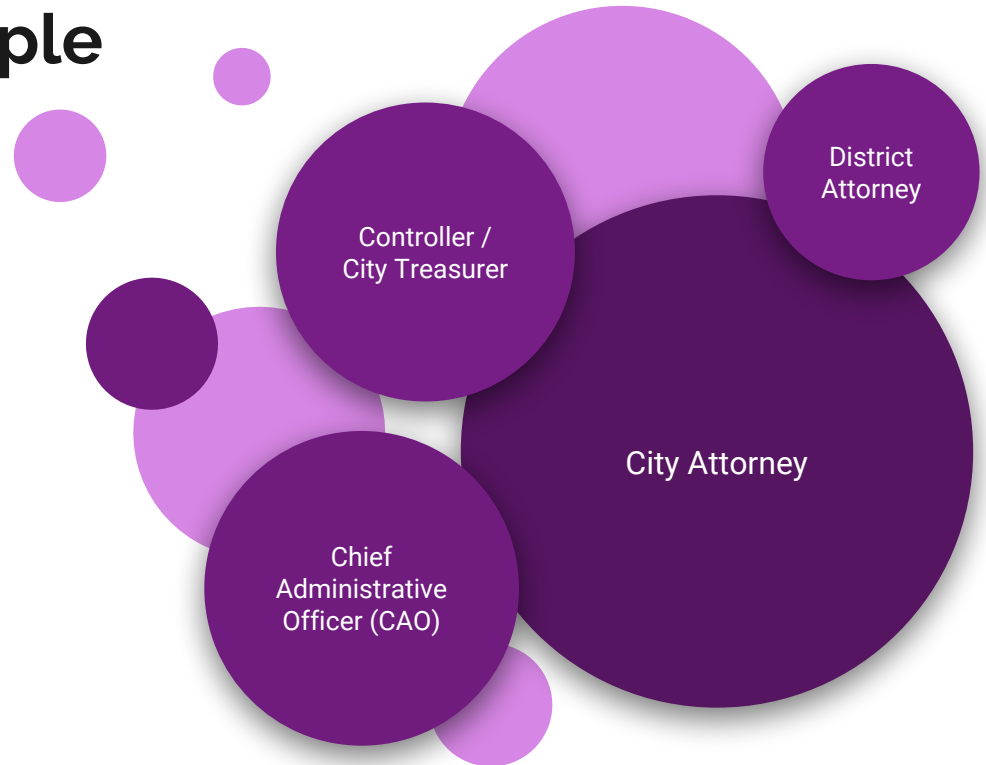 ple
Controller /
City Treasurer
District
Attorney
City Attorney
Chief
Administrative
Officer (CAO)